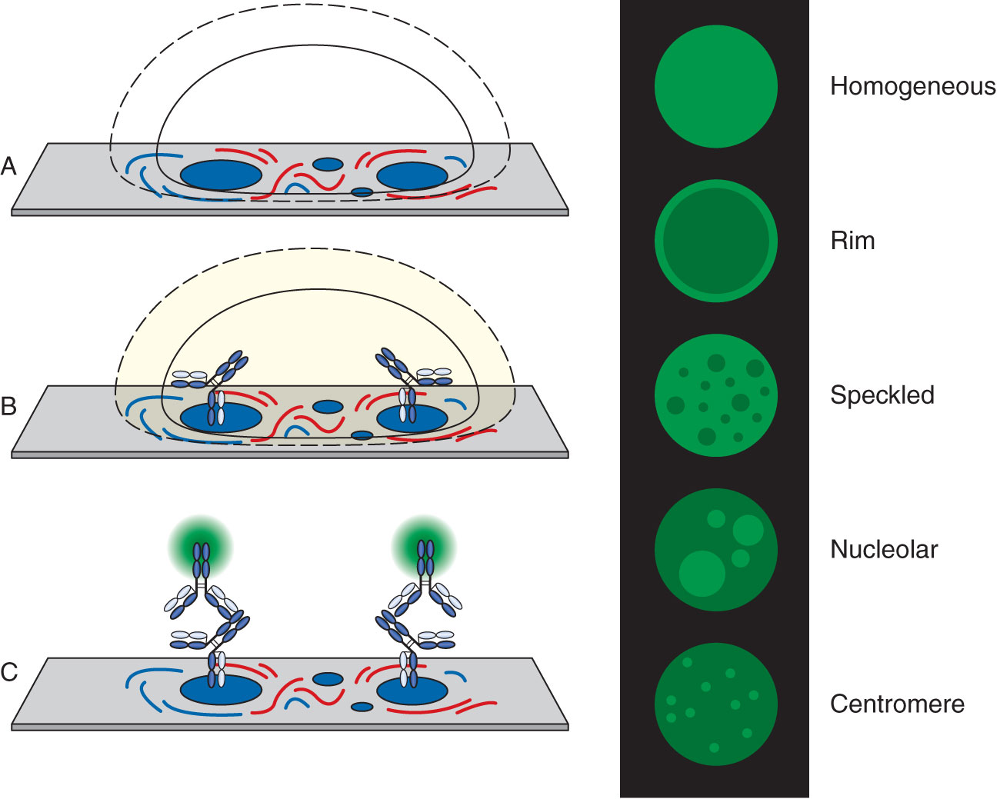 A
B
C
Homogeneous
Rim
Speckled
Nucleolar
Centromere